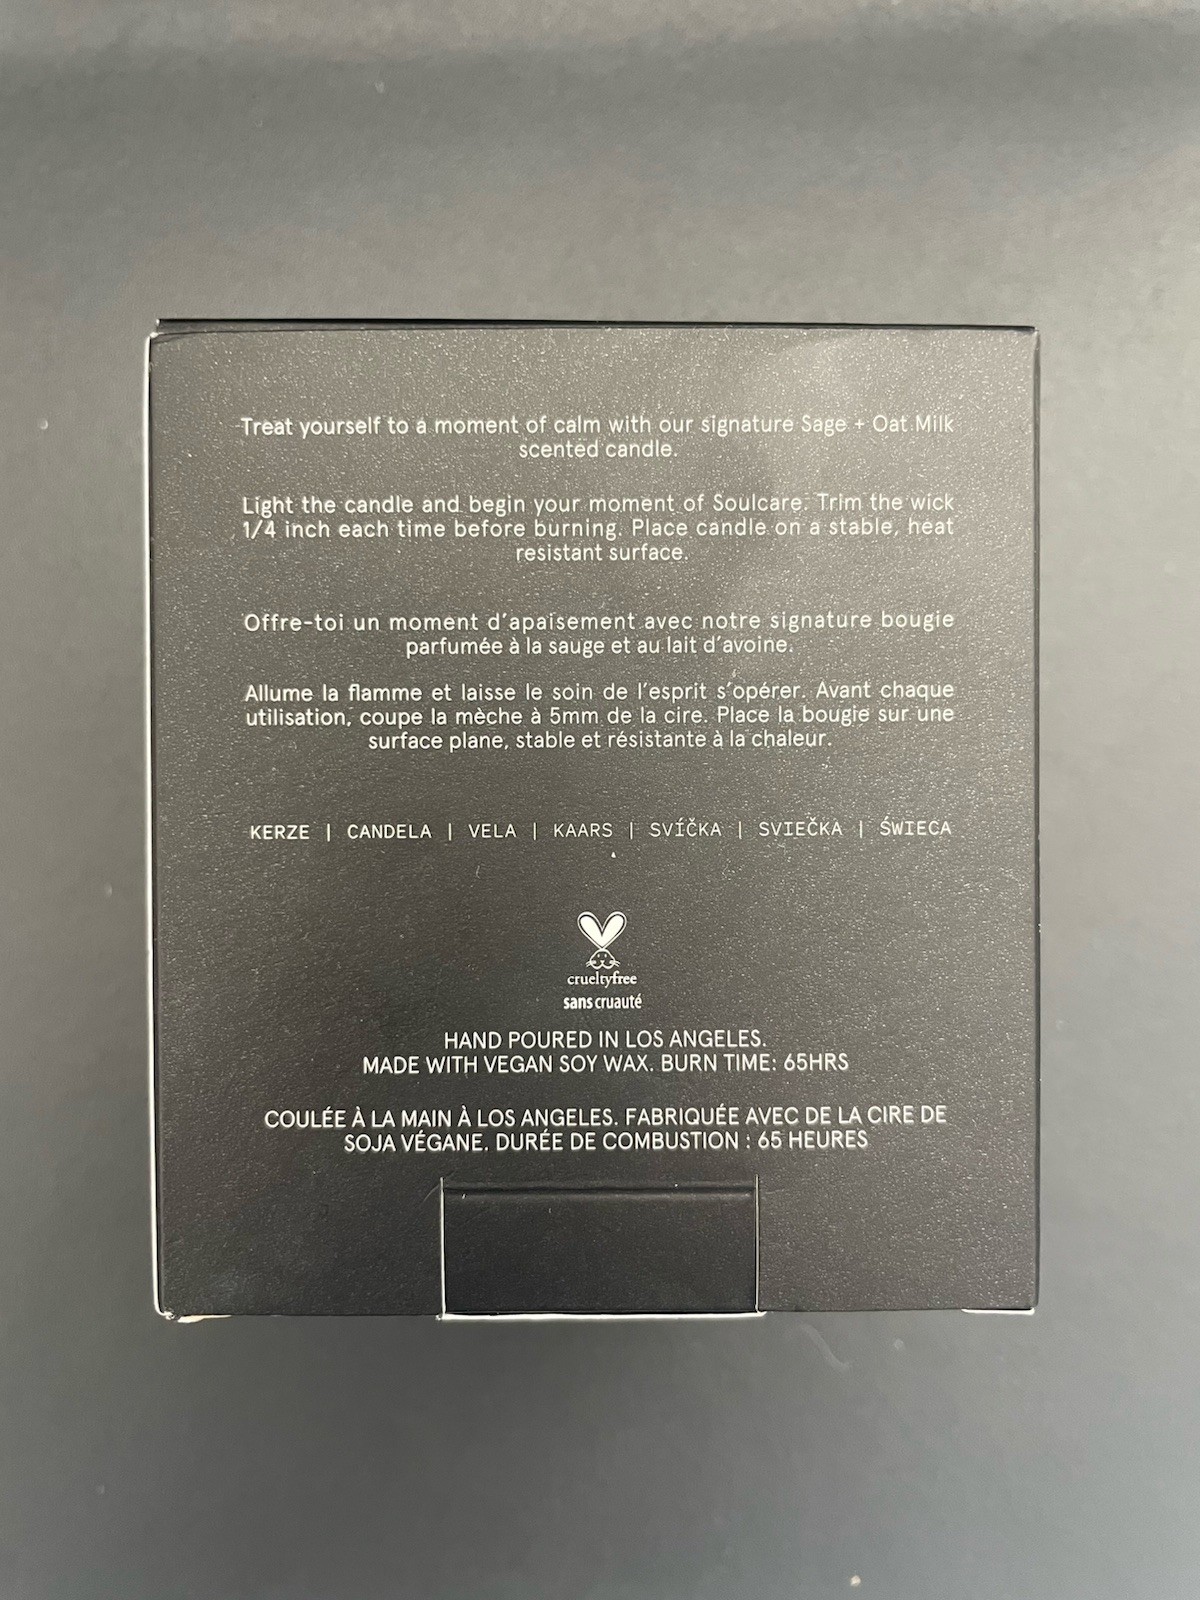 Treat yourself to a moment of calm with our signature Sage + Oat Milk
scented candle.
Light the candle and begin your moment of Soulcare. Trim the wick
1/4 inch each time before burning. Place candle on a stable, heat
resistant surface.
Offre-toi un moment d'apaisement avec notre signature bougie
parfumée à la sauge et au lait d'avoine.
Allume la flamme et laisse le soin de l'esprit s'opérer. Avant chaque
utilisation, coupe la mèche à 5mm de la cire. Place la bougie sur une
surface plane, stable et résistante à la chaleur.
KERZE | CANDELA | VELA | KAARS | SVÍČKA | SVIEČKA | ŚWIECA
crueltyfree
sans cruauté
HAND POURED IN LOS ANGELES.
MADE WITH VEGAN SOY WAX. BURN TIME: 65HRS
COULÉE À LA MAIN À LOS ANGELES. FABRIQUÉE AVEC DE LA CIRE DE
SOJA VÉGANE. DURÉE DE COMBUSTION : 65 HEURES